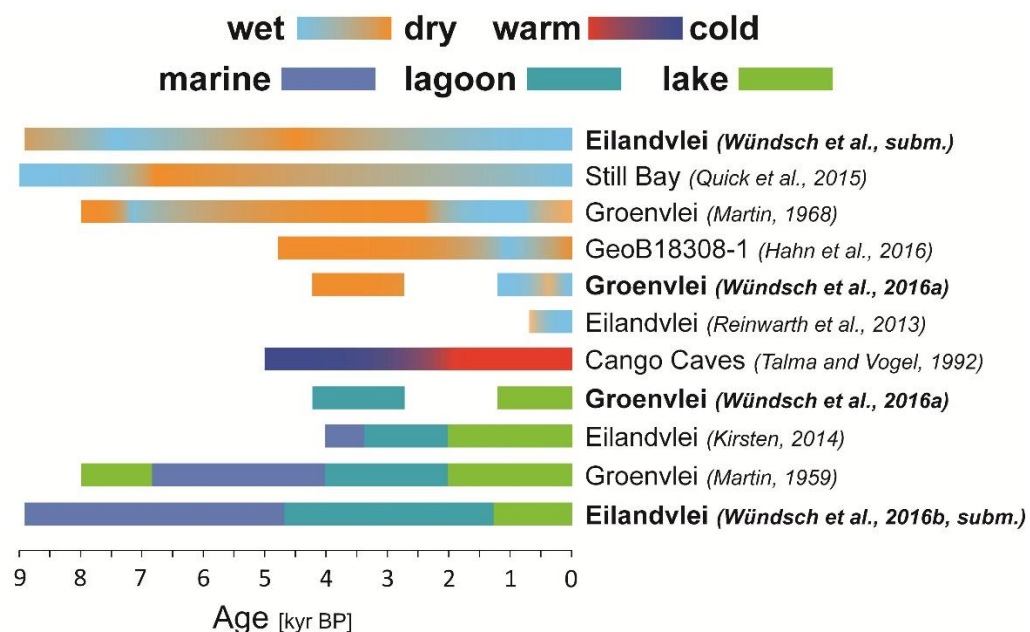 wet dry warm cold
marine lagoon lake
Eilandvlei (Wündsch et al., subm.)
Still Bay (Quick et al., 2015)
Groenvlei (Martin, 1968)
GeoB18308-1 (Hahn et al., 2016)
Groenvlei (Wündsch et al., 2016a)
Eilandvlei (Reinwarth et al., 2013)
Cango Caves (Talma and Vogel, 1992)
Groenvlei (Wündsch et al., 2016a)
Eilandvlei (Kirsten, 2014)
Groenvlei (Martin, 1959)
Eilandvlei (Wündsch et al., 2016b, subm.)
9 8 7 6 5 4 3 2 1 0
Age [kyr BP]